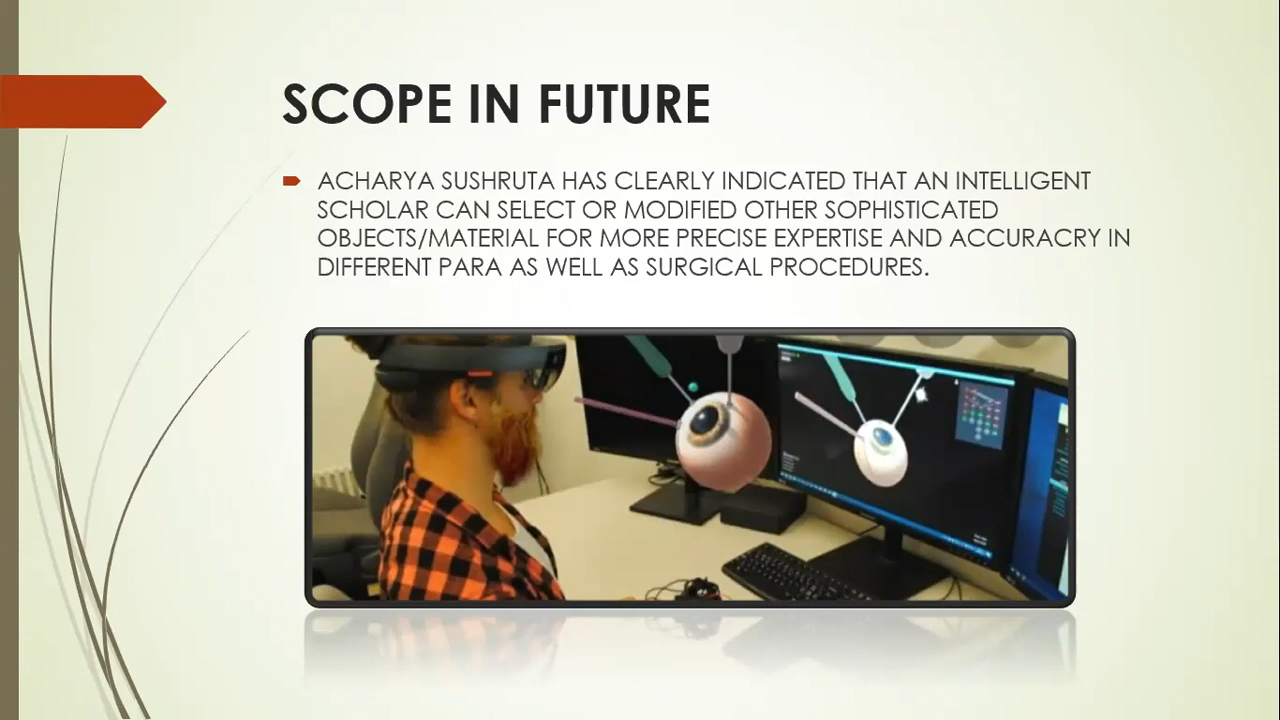 SCOPE IN FUTURE
ACHARYA SUSHRUTA HAS CLEARLY INDICATED THAT AN INTELLIGENT
SCHOLAR CAN SELECT OR MODIFIED OTHER SOPHISTICATED
OBJECTS/MATERIAL FOR MORE PRECISE EXPERTISE AND ACCURACRY IN
DIFFERENT PARA AS WELL AS SURGICAL PROCEDURES.